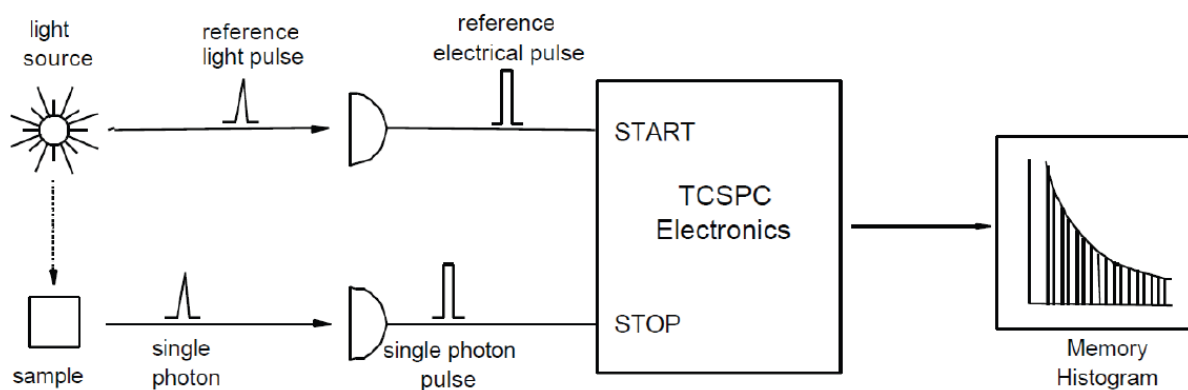 light
source
reference
light pulse
reference
electrical pulse
START
TCSPC
Electronics
STOP
sample
single
photon
single photon
pulse
Memory
Histogram